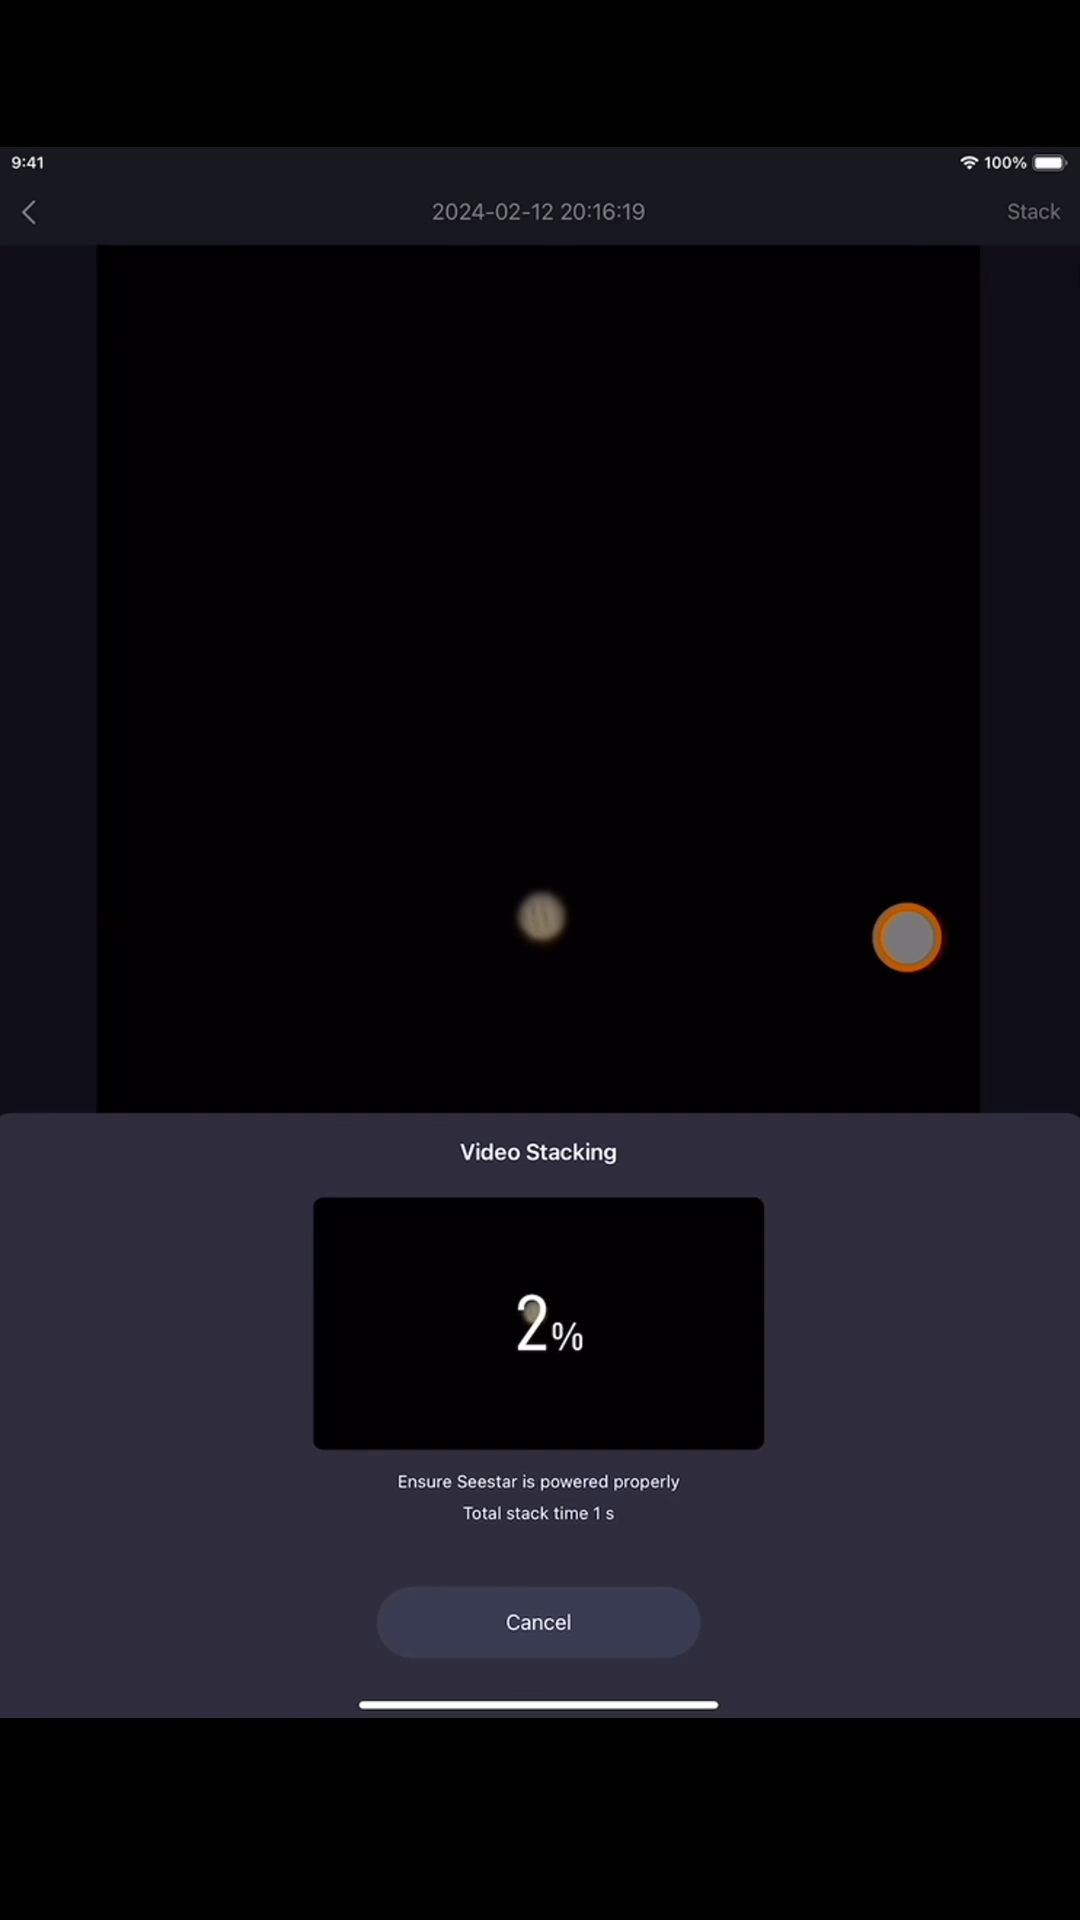 9:41
100%
2024-02-12 20:16:19
Stack
Video Stacking
2%
Ensure Seestar is powered properly
Total stack time 1 s
Cancel